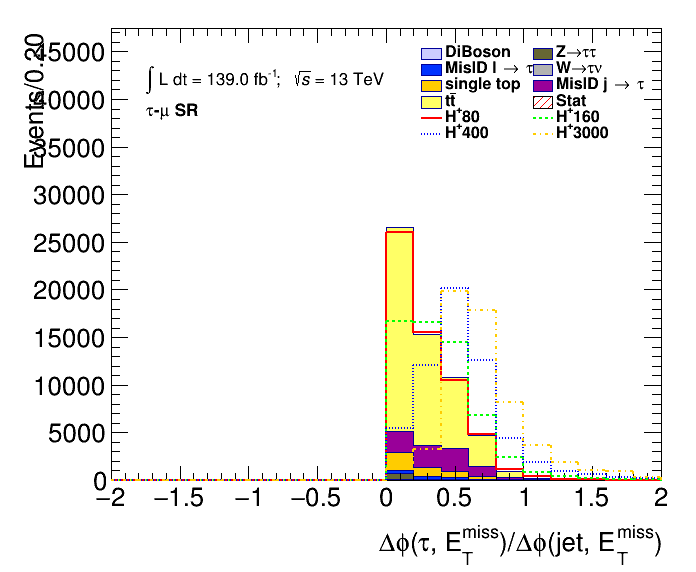 Events/0.20
45000
40000
35000
30000
25000
20000
15000
10000
5000
0
∫ L dt = 139.0 fb⁻¹; √s = 13 TeV
τ-μ SR
DiBoson Z→ττ
MisID l → τ W→τν
single top MisID j → τ
tt̄ Stat
H⁺80 H⁺160
H⁺400 H⁺3000
−2 −1.5 −1 −0.5 0 0.5 1 1.5 2
Δϕ(τ, E_T^miss)/Δϕ(jet, E_T^miss)